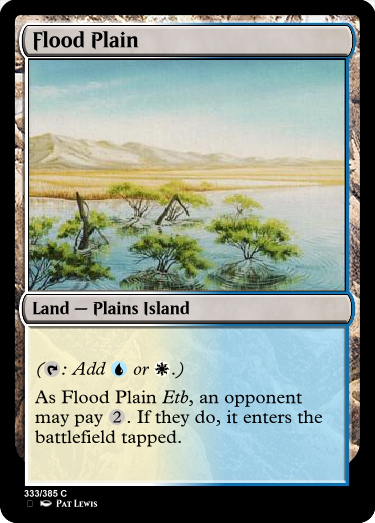 Flood Plain
Land — Plains Island
(: Add or .)
As Flood Plain Etb, an opponent
may pay 2. If they do, it enters the
battlefield tapped.
333/385 C
Pat Lewis